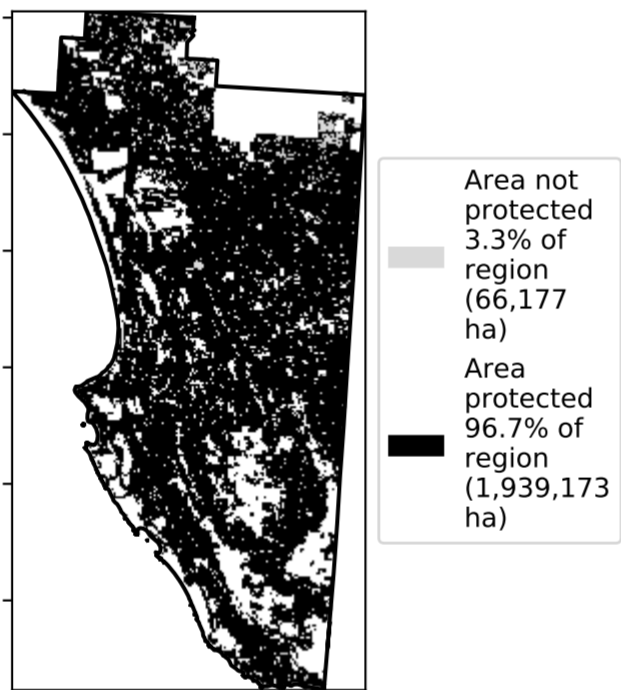 Area not
protected
3.3% of
region
(66,177
ha)
Area
protected
96.7% of
region
(1,939,173
ha)